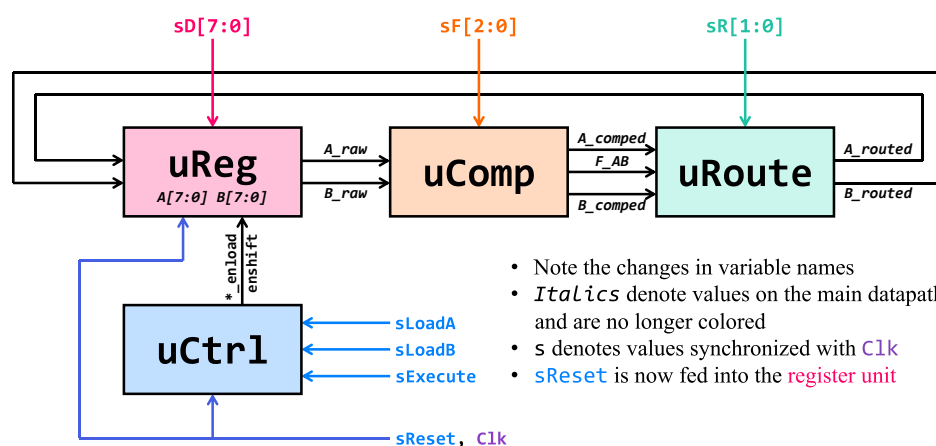 sD[7:0] sF[2:0] sR[1:0]
uReg
A[7:0] B[7:0]
A_raw
B_raw
uComp
A_comped
F_AB
B_comped
uRoute
A_routed
B_routed
*_enload
enshift
uCtrl
sLoadA
sLoadB
sExecute
sReset, Clk
• Note the changes in variable names
• Italics denote values on the main datapath
and are no longer colored
• s denotes values synchronized with Clk
• sReset is now fed into the register unit